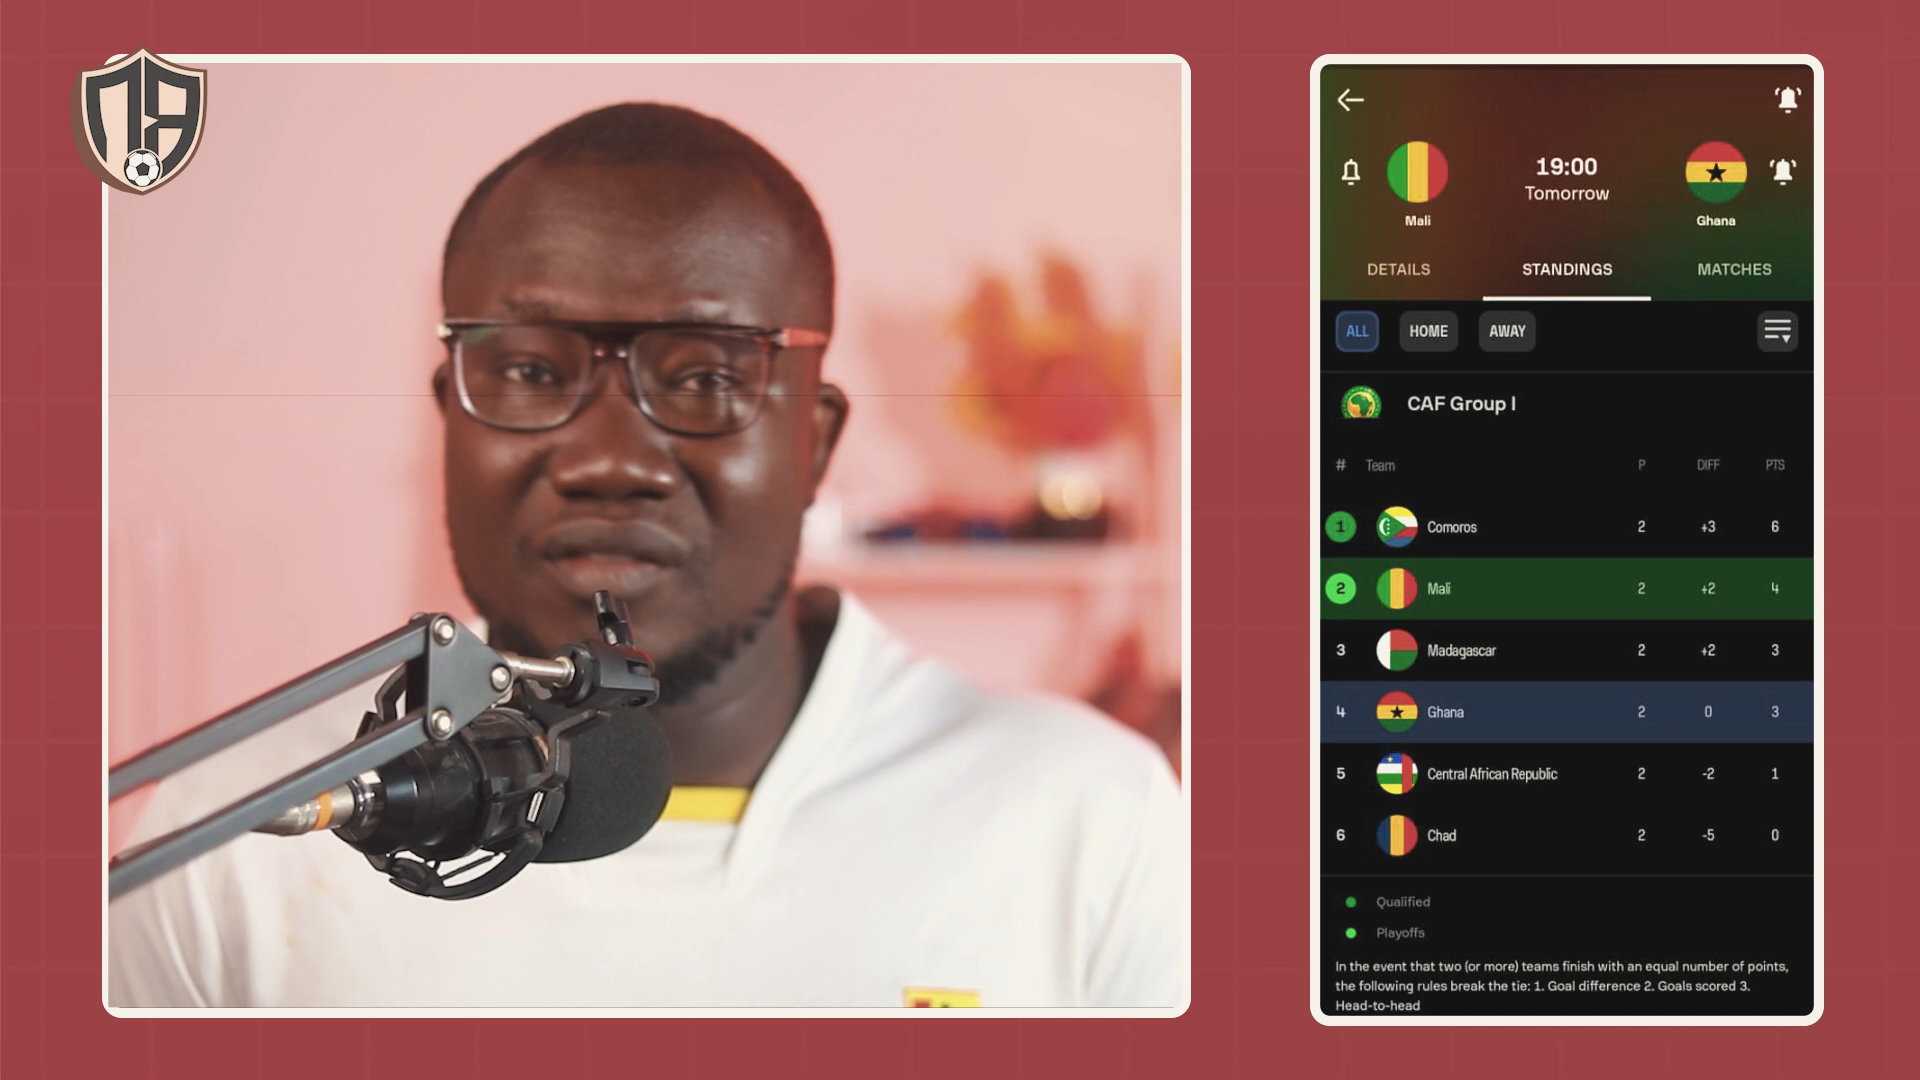 19:00
Tomorrow
Mali
Ghana
DETAILS STANDINGS MATCHES
ALL HOME AWAY
CAF Group I
# Team P DIFF PTS
1 Comoros 2 +3 6
2 Mali 2 +2 4
3 Madagascar 2 +2 3
4 Ghana 2 0 3
5 Central African Republic 2 -2 1
6 Chad 2 -5 0
Qualified
Playoffs
In the event that two (or more) teams finish with an equal number of points,
the following rules break the tie: 1. Goal difference 2. Goals scored 3.
Head-to-head